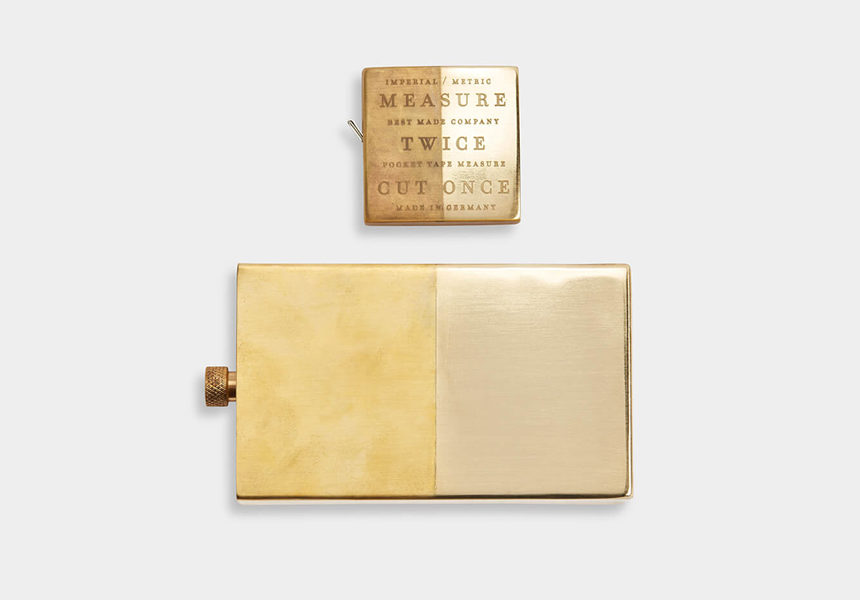 IMPERIAL / METRIC
MEASURE
BEST MADE COMPANY
TWICE
POCKET TAPE MEASURE
CUT ONCE
MADE IN GERMANY